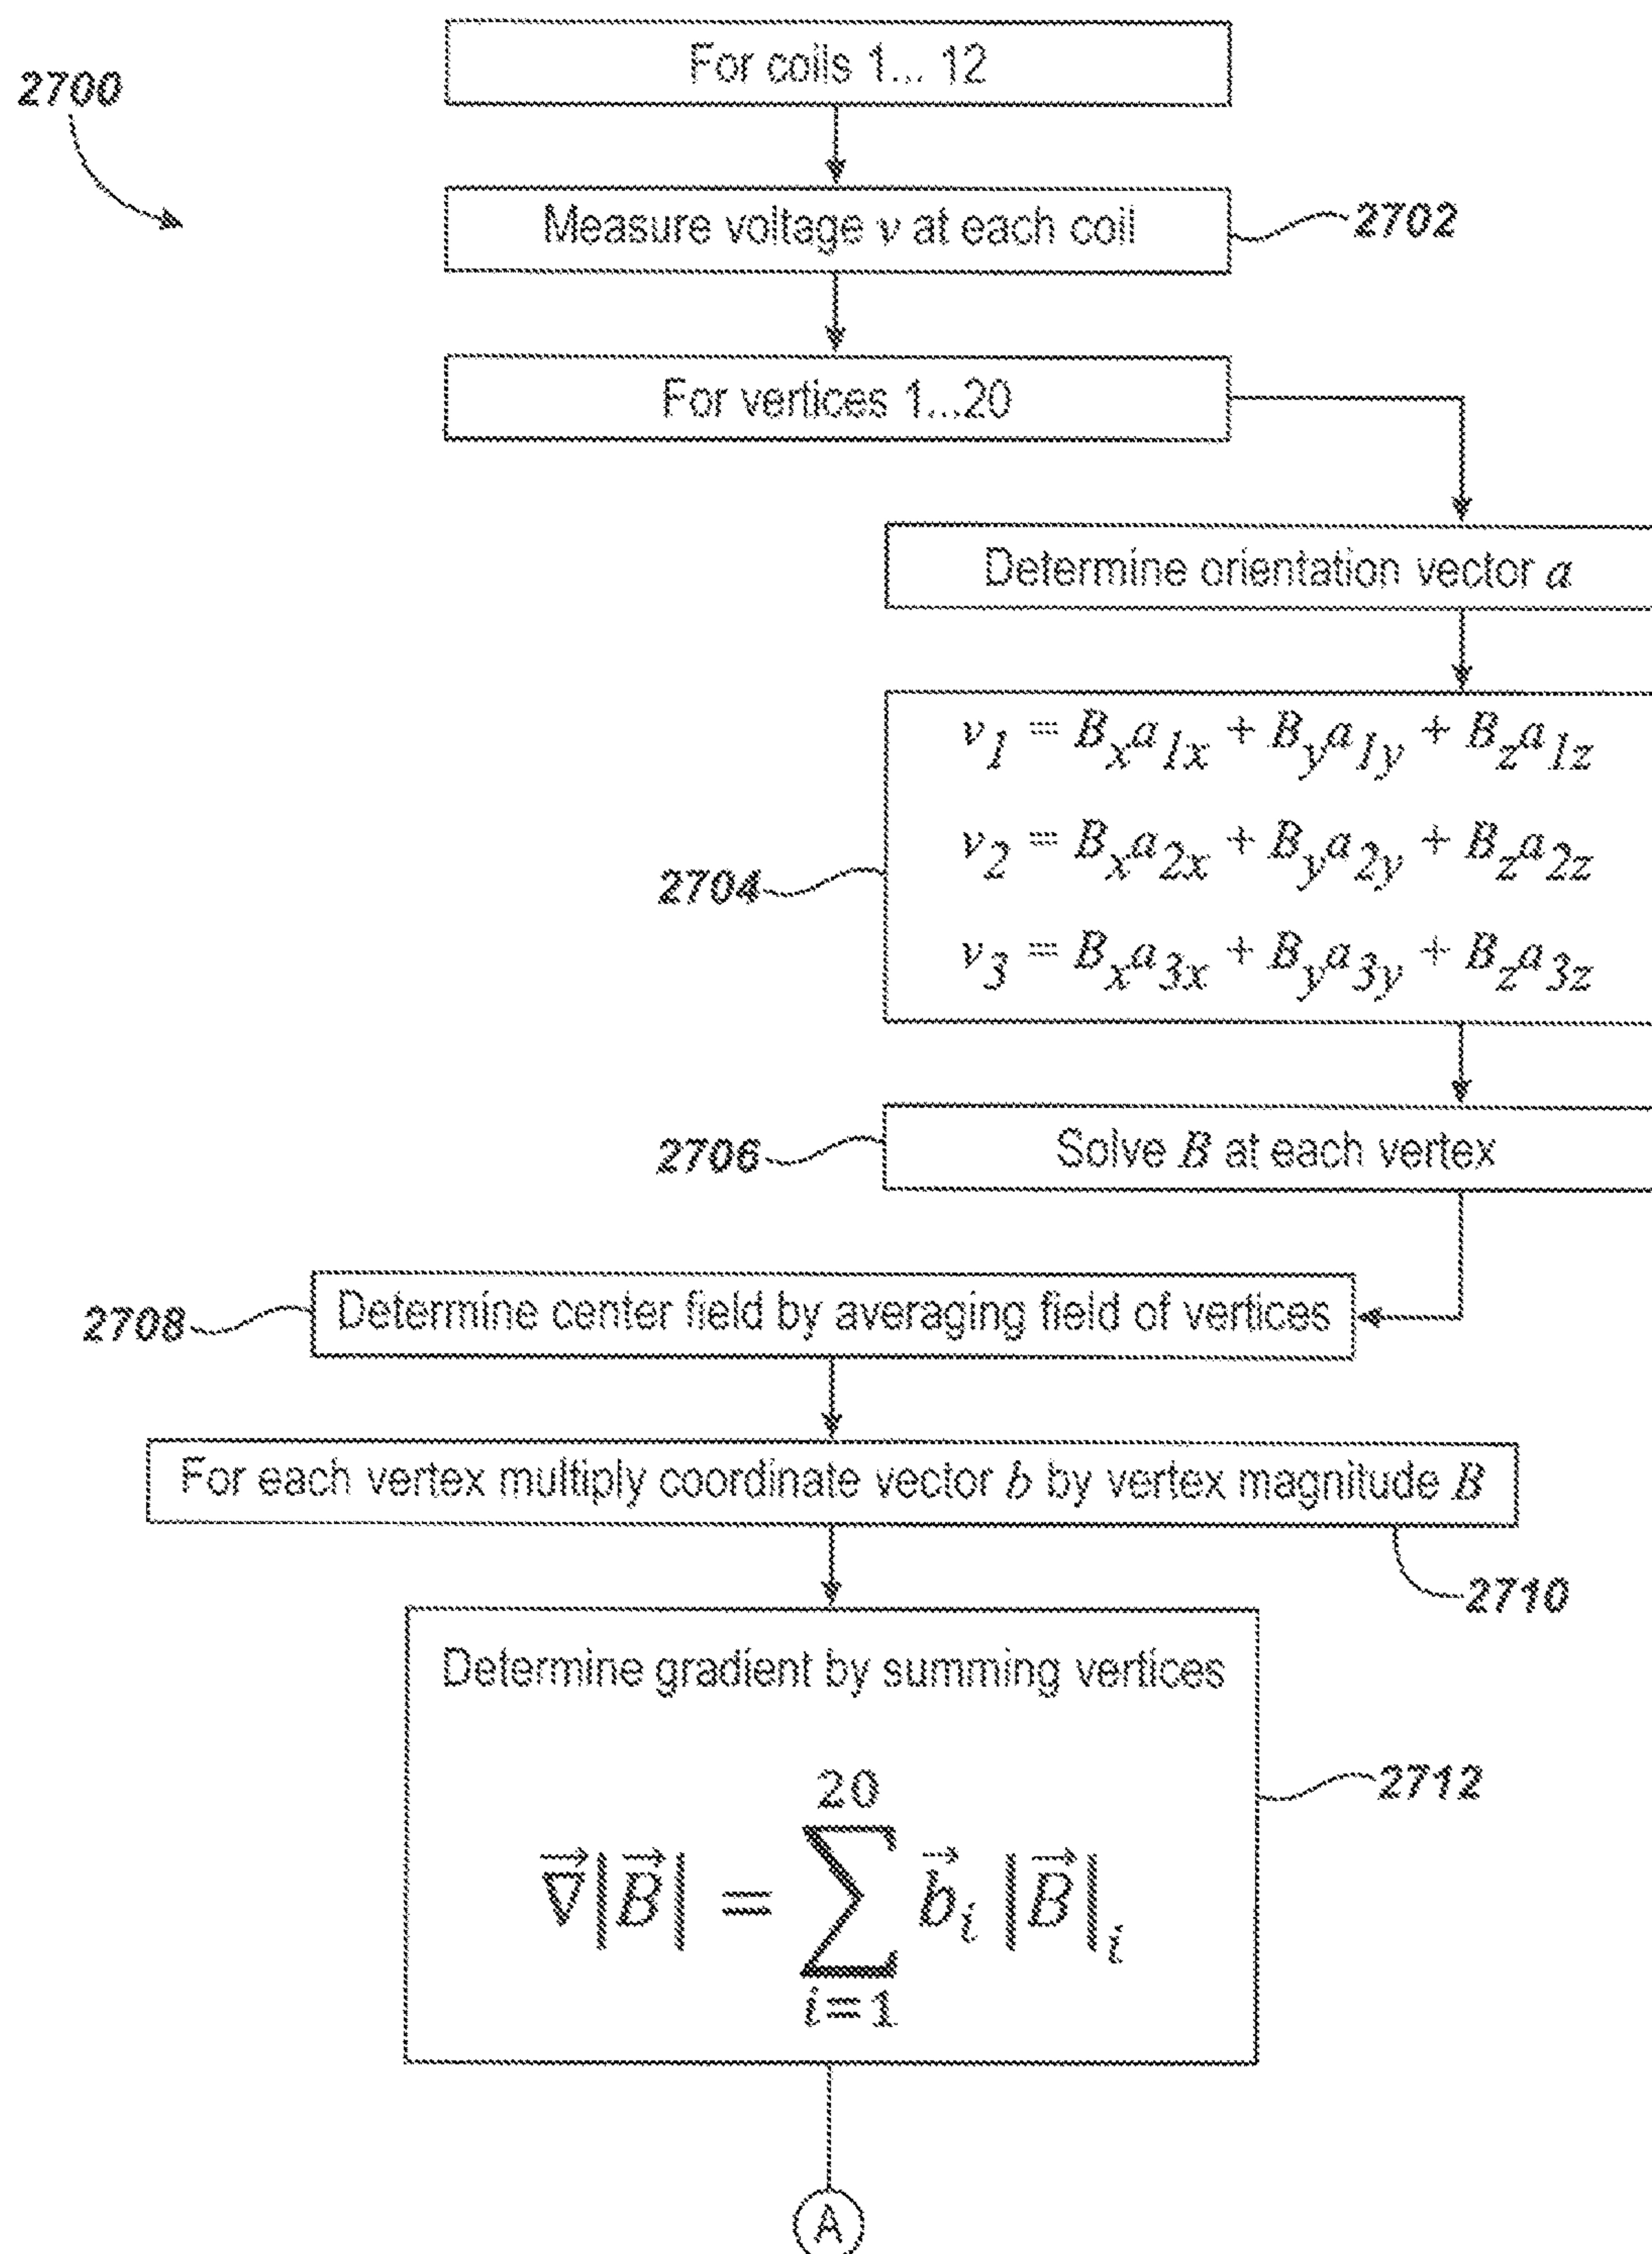 For coils 1... 12
2700
Measure voltage v at each coil
2702
For vertices 1...20
Determine orientation vector a
v1 = Bxa1x + Bya1y + Bza1z
v2 = Bxa2x + Bya2y + Bza2z
2704
v3 = Bxa3x + Bya3y + Bza3z
2706
Solve B at each vertex
2708
Determine center field by averaging field of vertices
For each vertex multiply coordinate vector b by vertex magnitude B
2710
Determine gradient by summing vertices
2712
20
∇⃗|B⃗| = ∑ b⃗i |B⃗|i
i=1
A